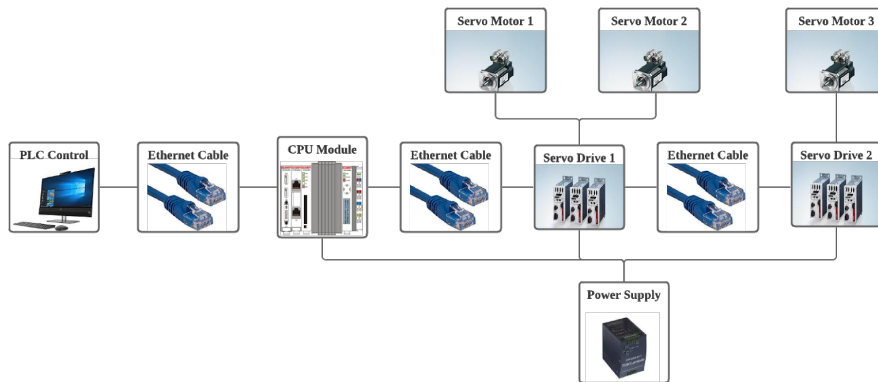 Servo Motor 1
Servo Motor 2
Servo Motor 3
PLC Control
Ethernet Cable
CPU Module
Ethernet Cable
Servo Drive 1
Ethernet Cable
Servo Drive 2
Power Supply